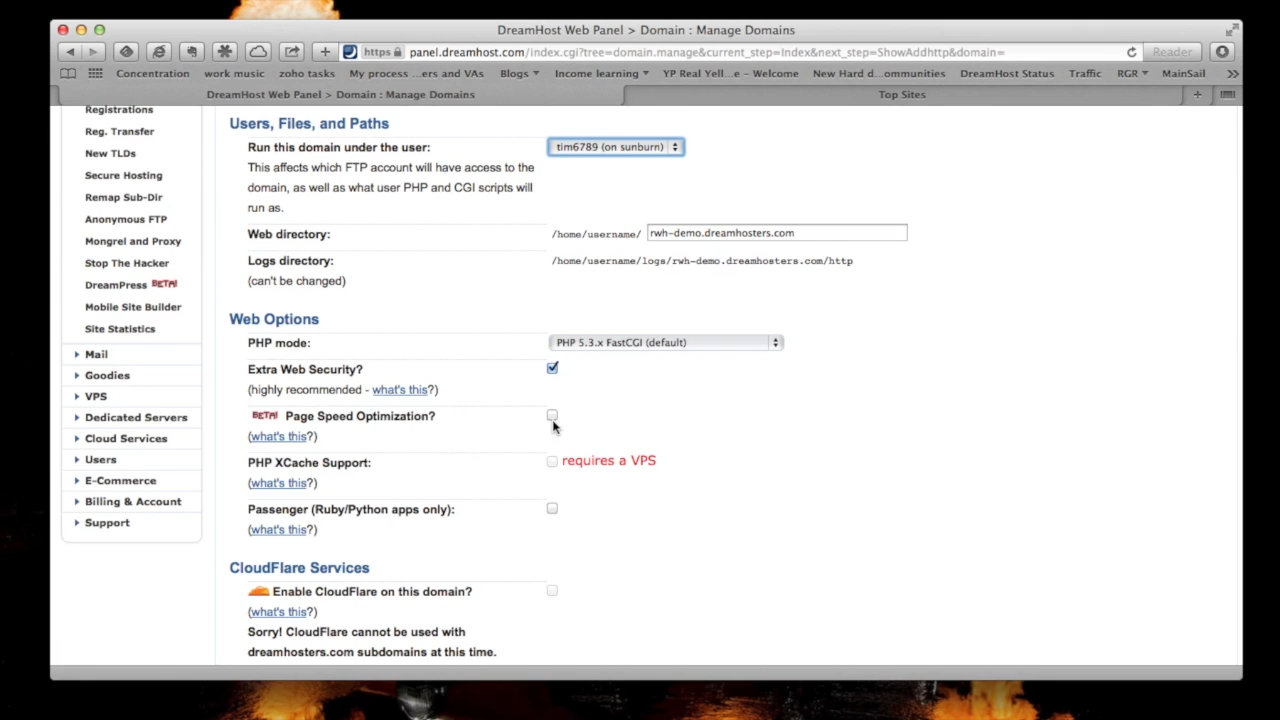 DreamHost Web Panel > Domain : Manage Domains
https panel.dreamhost.com/index.cgi?tree=domain.manage&current_step=Index&next_step=ShowAddhttp&domain=
Reader
Concentration work music zoho tasks My process ...ers and VAs Blogs Income learning YP Real Yell...e – Welcome New Hard d...ommunities DreamHost Status Traffic RGR MainSail
DreamHost Web Panel > Domain : Manage Domains
Top Sites
Registrations
Reg. Transfer
New TLDs
Secure Hosting
Remap Sub-Dir
Anonymous FTP
Mongrel and Proxy
Stop The Hacker
DreamPress BETA!
Mobile Site Builder
Site Statistics
Mail
Goodies
VPS
Dedicated Servers
Cloud Services
Users
E-Commerce
Billing & Account
Support
Users, Files, and Paths
Run this domain under the user: tim6789 (on sunburn)
This affects which FTP account will have access to the
domain, as well as what user PHP and CGI scripts will
run as.
Web directory: /home/username/ rwh-demo.dreamhosters.com
Logs directory: /home/username/logs/rwh-demo.dreamhosters.com/http
(can't be changed)
Web Options
PHP mode: PHP 5.3.x FastCGI (default)
Extra Web Security?
(highly recommended - what's this?)
BETA! Page Speed Optimization?
(what's this?)
PHP XCache Support: requires a VPS
(what's this?)
Passenger (Ruby/Python apps only):
(what's this?)
CloudFlare Services
Enable CloudFlare on this domain?
(what's this?)
Sorry! CloudFlare cannot be used with
dreamhosters.com subdomains at this time.